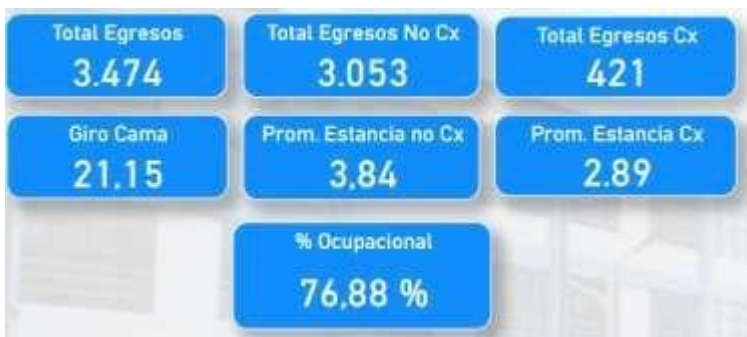 Total Egresos
3.474
Total Egresos No Cx
3.053
Total Egresos Cx
421
Giro Cama
21,15
Prom. Estancia no Cx
3,84
Prom. Estancia Cx
2.89
% Ocupacional
76,88 %